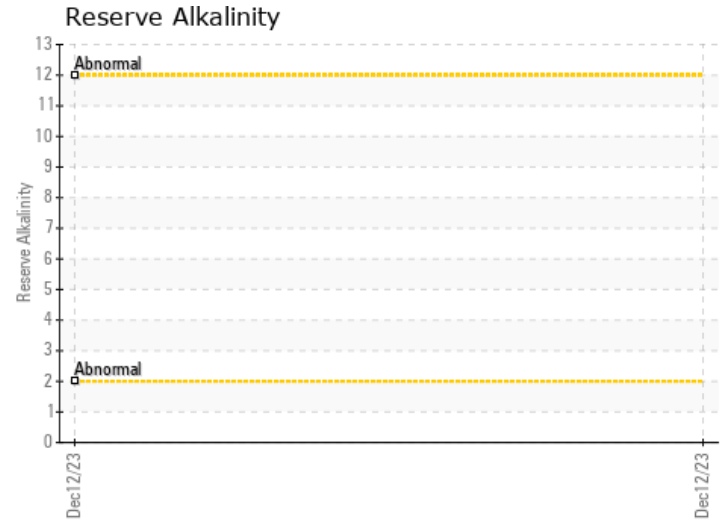 Reserve Alkalinity
13
Abnormal
12
11
10
9
8
7
6
5
4
3
Abnormal
2
1
0
Reserve Alkalinity
Dec12/23
Dec12/23